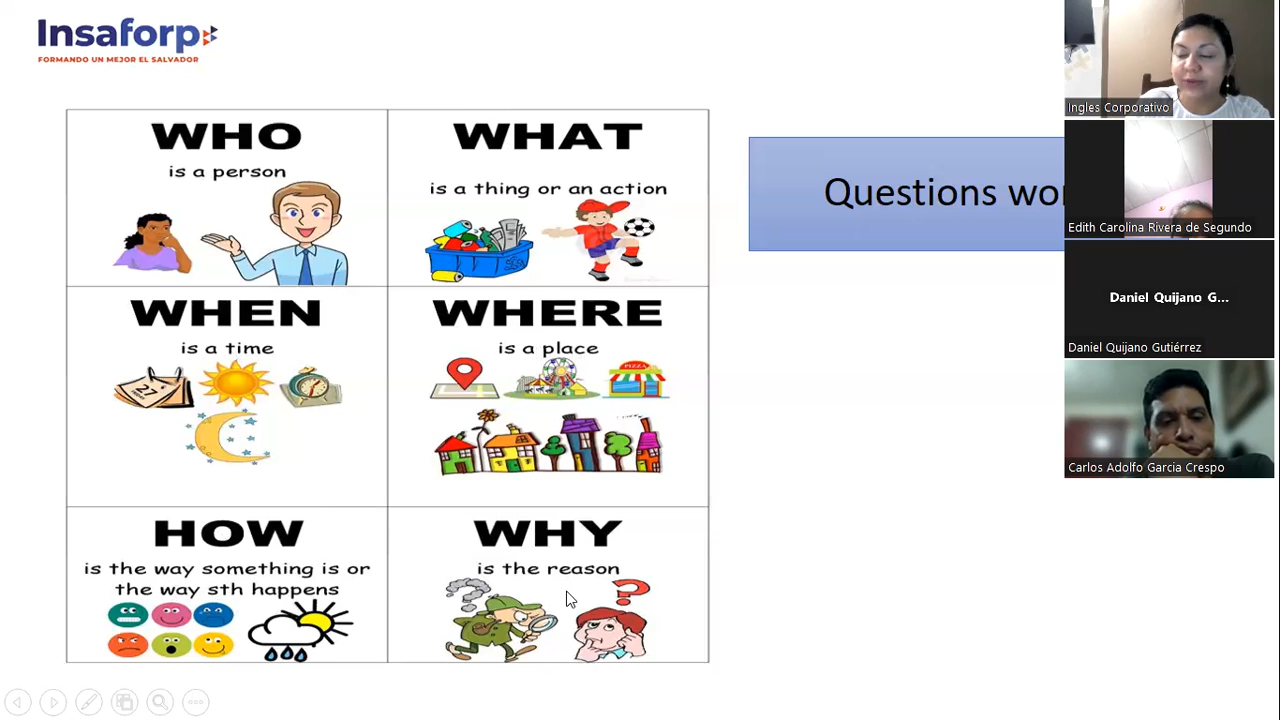 Insaforp
FORMANDO UN MEJOR EL SALVADOR
WHO
is a person
WHAT
is a thing or an action
WHEN
is a time
27
WHERE
is a place
PIZZA
HOW
is the way something is or
the way sth happens
WHY
is the reason
Questions wo
Ingles Corporativo
Edith Carolina Rivera de Segundo
Daniel Quijano G...
Daniel Quijano Gutiérrez
Carlos Adolfo Garcia Crespo